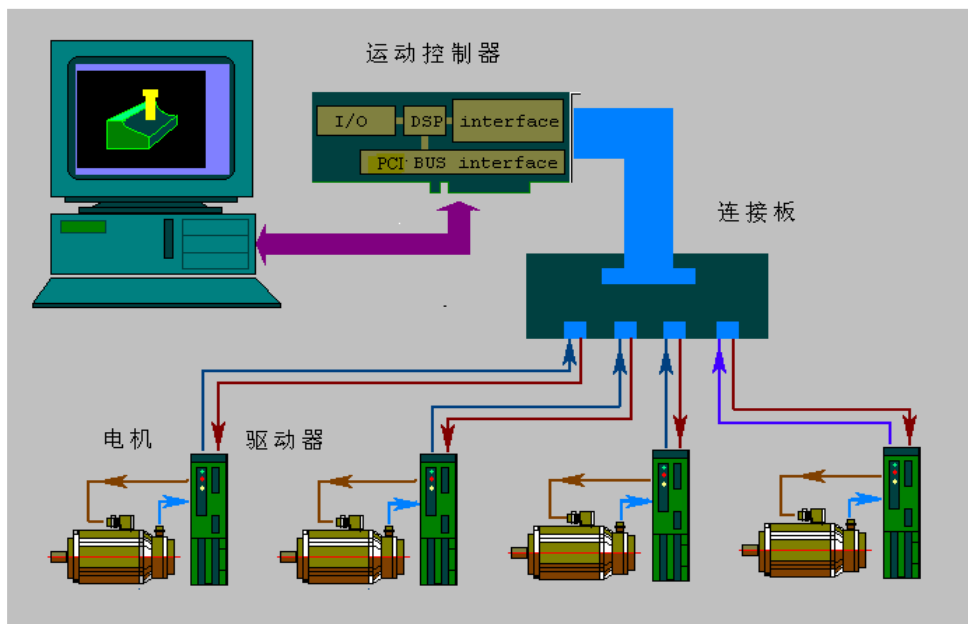 运动控制器
I/O
DSP
interface
PCI BUS interface
连接板
电机
驱动器